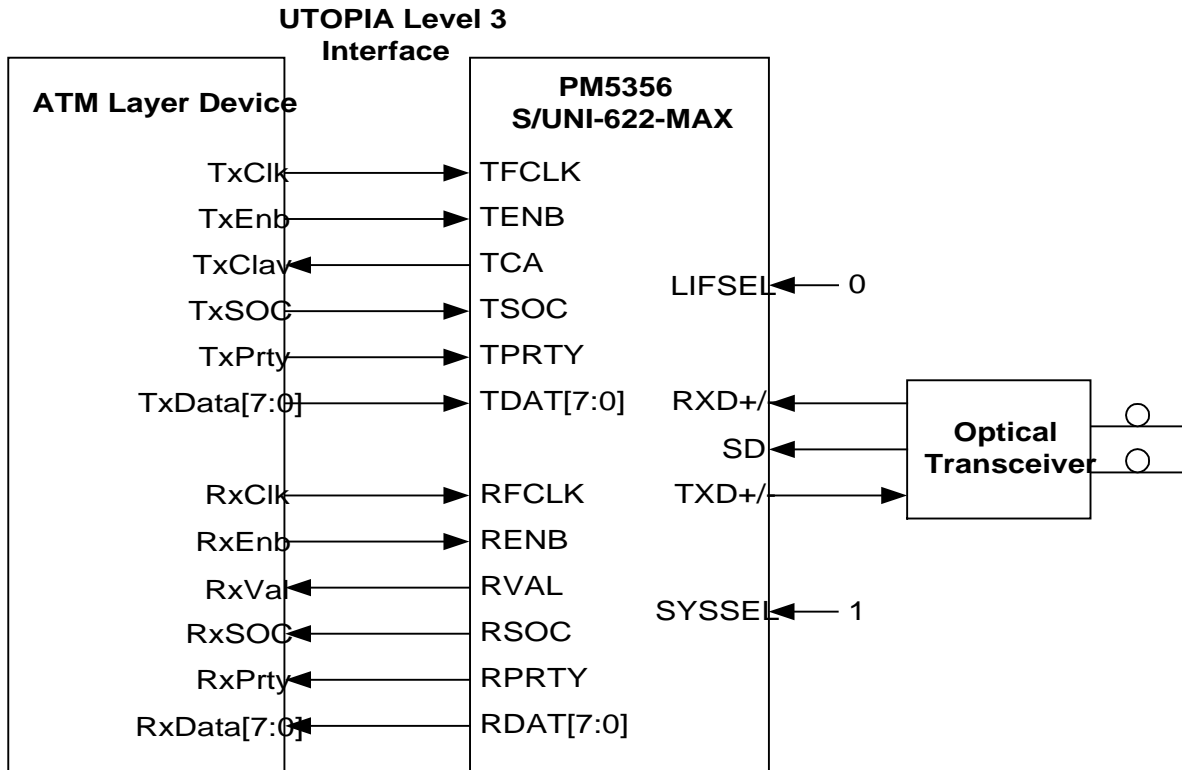 UTOPIA Level 3
Interface
ATM Layer Device
PM5356
S/UNI-622-MAX
TxClk
TFCLK
TxEnb
TENB
TxClav
TCA
LIFSEL
0
TxSOC
TSOC
TxPrty
TPRTY
TxData[7:0]
TDAT[7:0]
RXD+/-
Optical
Transceiver
SD
RxClk
RFCLK
TXD+/-
RxEnb
RENB
RxVal
RVAL
SYSSEL
1
RxSOC
RSOC
RxPrty
RPRTY
RxData[7:0]
RDAT[7:0]